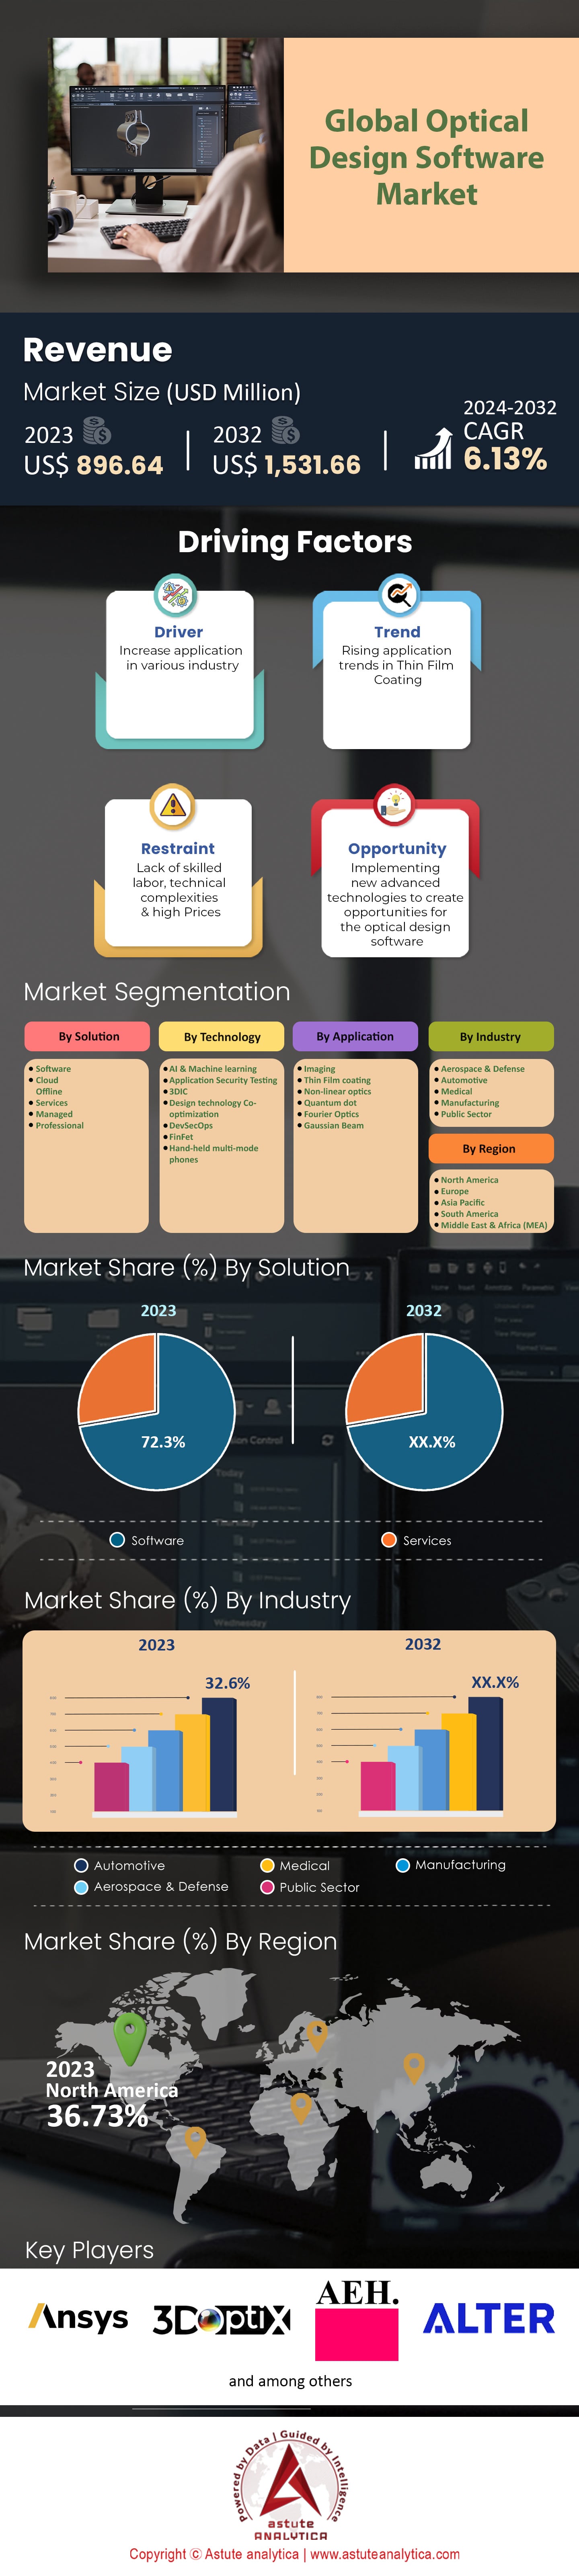 Global Optical
Design Software
Market
Revenue
Market Size (USD Million)
2023
US$ 896.64
2032
US$ 1,531.66
2024-2032
CAGR
6.13%
Driving Factors
Driver
Increase application
in various industry
Trend
Rising application
trends in Thin Film
Coating
Restraint
Lack of skilled
labor, technical
complexities
& high Prices
Opportunity
Implementing
new advanced
technologies to create
opportunities for
the optical design
software
Market Segmentation
By Solution
Software
Cloud
Offline
Services
Managed
Professional
By Technology
AI & Machine learning
Application Security Testing
3DIC
Design technology Co-
optimization
DevSecOps
FinFet
Hand-held multi-mode
phones
By Application
Imaging
Thin Film coating
Non-linear optics
Quantum dot
Fourier Optics
Gaussian Beam
By Industry
Aerospace & Defense
Automotive
Medical
Manufacturing
Public Sector
By Region
North America
Europe
Asia Pacific
South America
Middle East & Africa (MEA)
Market Share (%) By Solution
2023
72.3%
2032
XX.X%
Software
Services
Market Share (%) By Industry
2023
32.6%
2032
XX.X%
Automotive
Medical
Manufacturing
Aerospace & Defense
Public Sector
Market Share (%) By Region
2023
North America
36.73%
Key Players
Ansys
3DOptiX
AEH.
ALTER
and among others
Powered by Data | Guided by Intelligence
astute
ANALYTICA
Copyright © Astute analytica | www.astuteanalytica.com